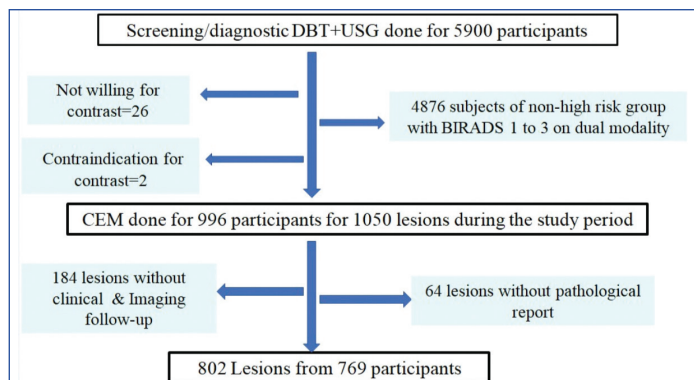 Screening/diagnostic DBT+USG done for 5900 participants
Not willing for
contrast=26
4876 subjects of non-high risk group
with BIRADS 1 to 3 on dual modality
Contraindication for
contrast=2
CEM done for 996 participants for 1050 lesions during the study period
184 lesions without
clinical & Imaging
follow-up
64 lesions without pathological
report
802 Lesions from 769 participants